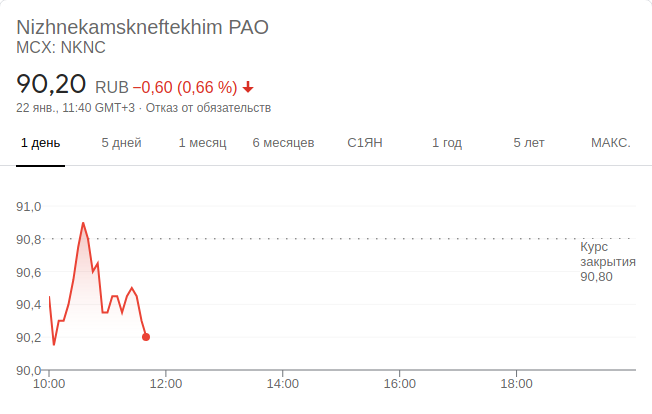 Nizhnekamskneftekhim PAO
MCX: NKNC
90,20 RUB −0,60 (0,66 %)
22 янв., 11:40 GMT+3 · Отказ от обязательств
1 день 5 дней 1 месяц 6 месяцев С1ЯН 1 год 5 лет МАКС.
91,0
90,8
Курс
закрытия
90,80
90,6
90,4
90,2
90,0
10:00 12:00 14:00 16:00 18:00